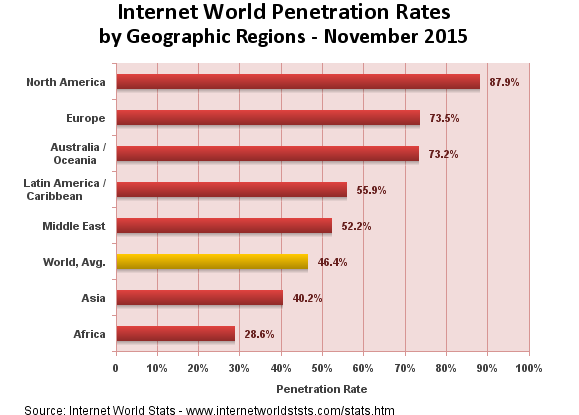 Internet World Penetration Rates
by Geographic Regions - November 2015
North America
87.9%
Europe
73.5%
Australia /
Oceania
73.2%
Latin America /
Caribbean
55.9%
Middle East
52.2%
World, Avg.
46.4%
Asia
40.2%
Africa
28.6%
0 10% 20% 30% 40% 50% 60% 70% 80% 90% 100%
Penetration Rate
Source: Internet World Stats - www.internetworldststs.com/stats.htm